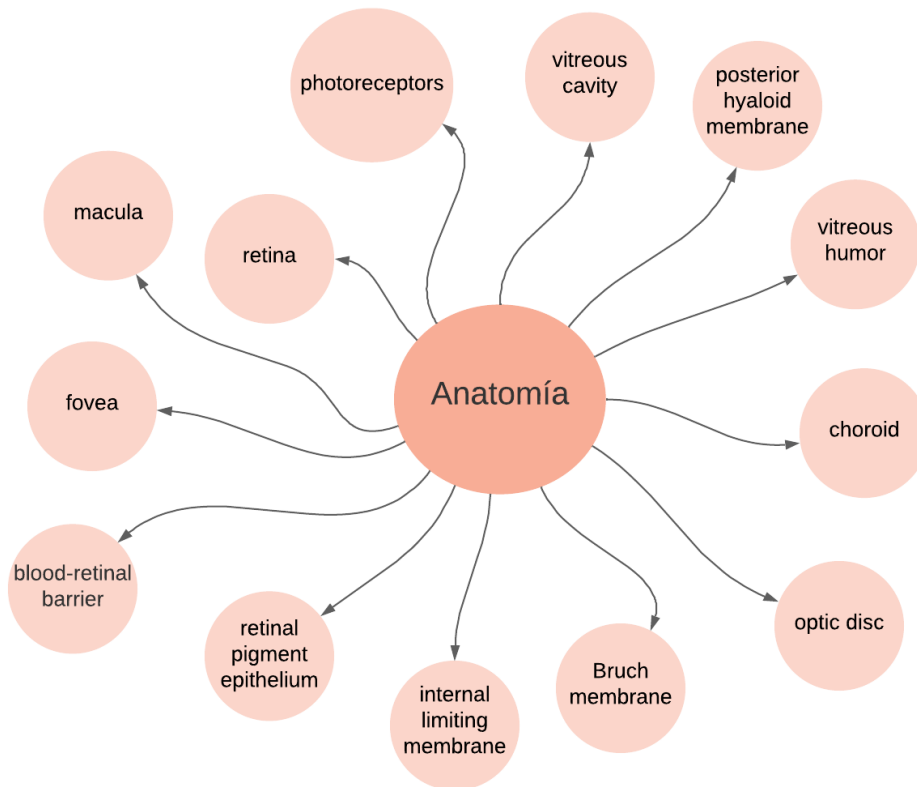 photoreceptors
vitreous
cavity
posterior
hyaloid
membrane
macula
retina
vitreous
humor
Anatomía
fovea
choroid
blood-retinal
barrier
retinal
pigment
epithelium
internal
limiting
membrane
Bruch
membrane
optic disc